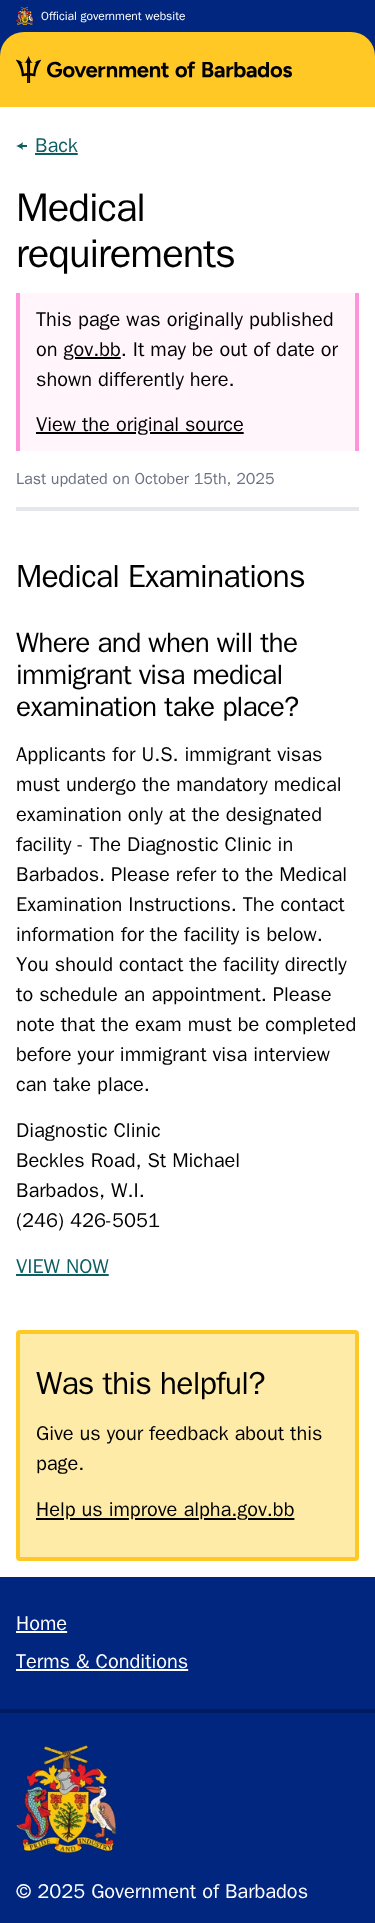 Official government website
Government of Barbados
← Back
Medical
requirements
This page was originally published
on gov.bb. It may be out of date or
shown differently here.
View the original source
Last updated on October 15th, 2025
Medical Examinations
Where and when will the
immigrant visa medical
examination take place?
Applicants for U.S. immigrant visas
must undergo the mandatory medical
examination only at the designated
facility - The Diagnostic Clinic in
Barbados. Please refer to the Medical
Examination Instructions. The contact
information for the facility is below.
You should contact the facility directly
to schedule an appointment. Please
note that the exam must be completed
before your immigrant visa interview
can take place.
Diagnostic Clinic
Beckles Road, St Michael
Barbados, W.I.
(246) 426-5051
VIEW NOW
Was this helpful?
Give us your feedback about this
page.
Help us improve alpha.gov.bb
Home
Terms & Conditions
PRIDE AND INDUSTRY
© 2025 Government of Barbados